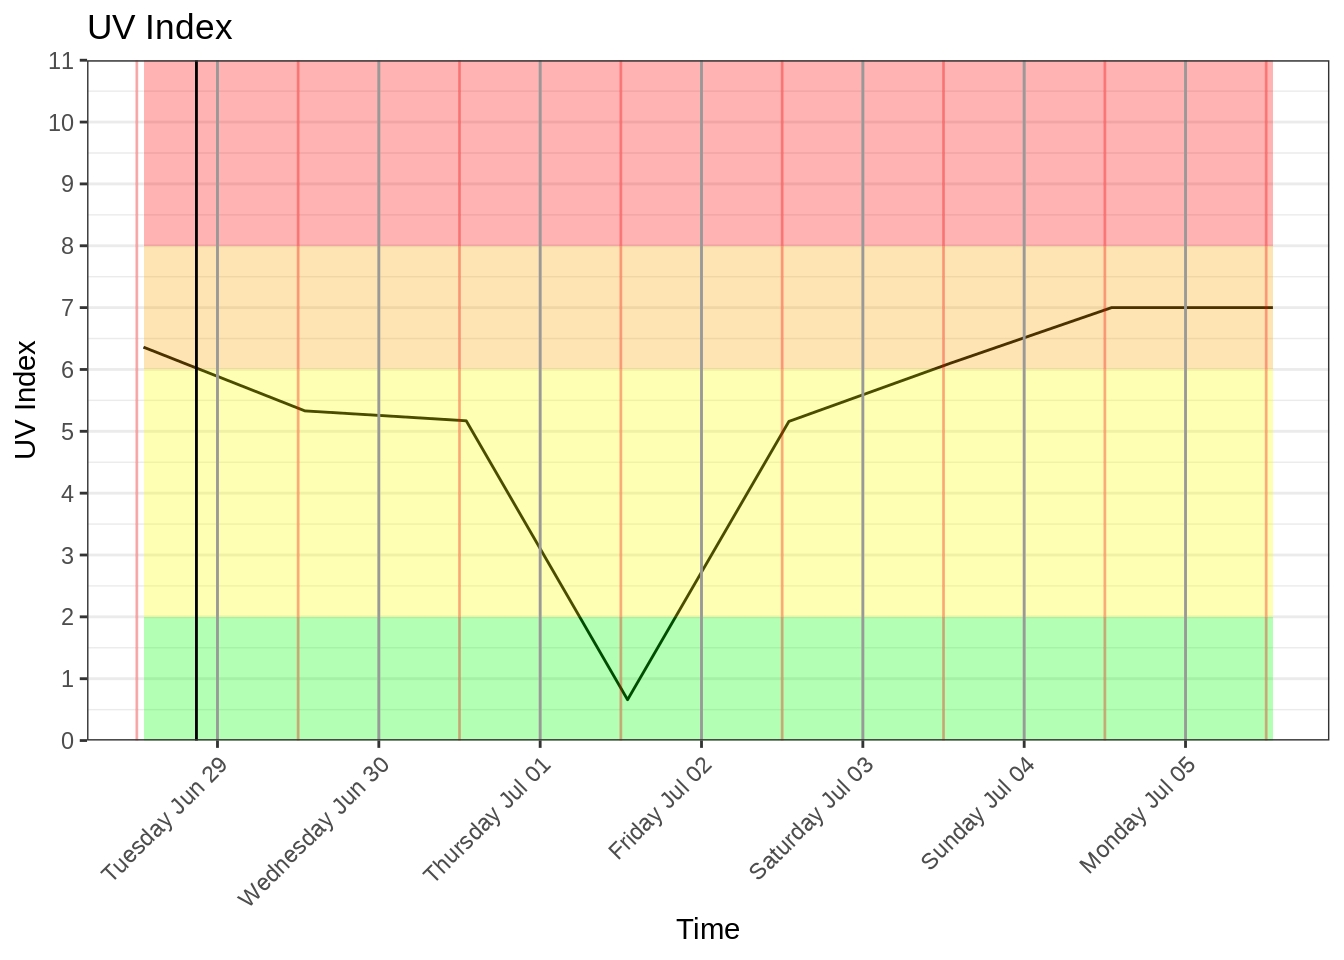 UV Index
11
10
9
8
7
6
5
4
3
2
1
0
UV Index
Tuesday Jun 29
Wednesday Jun 30
Thursday Jul 01
Friday Jul 02
Saturday Jul 03
Sunday Jul 04
Monday Jul 05
Time